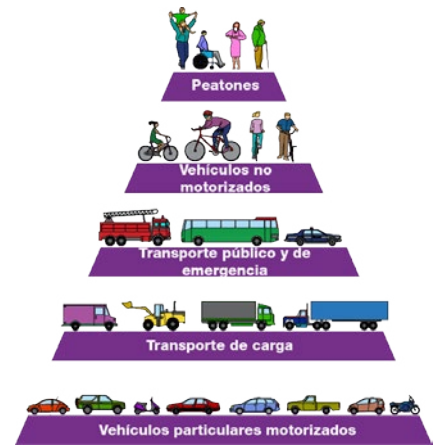 Peatones
Vehículos no
motorizados
Transporte público y de
emergencia
Transporte de carga
Vehículos particulares motorizados